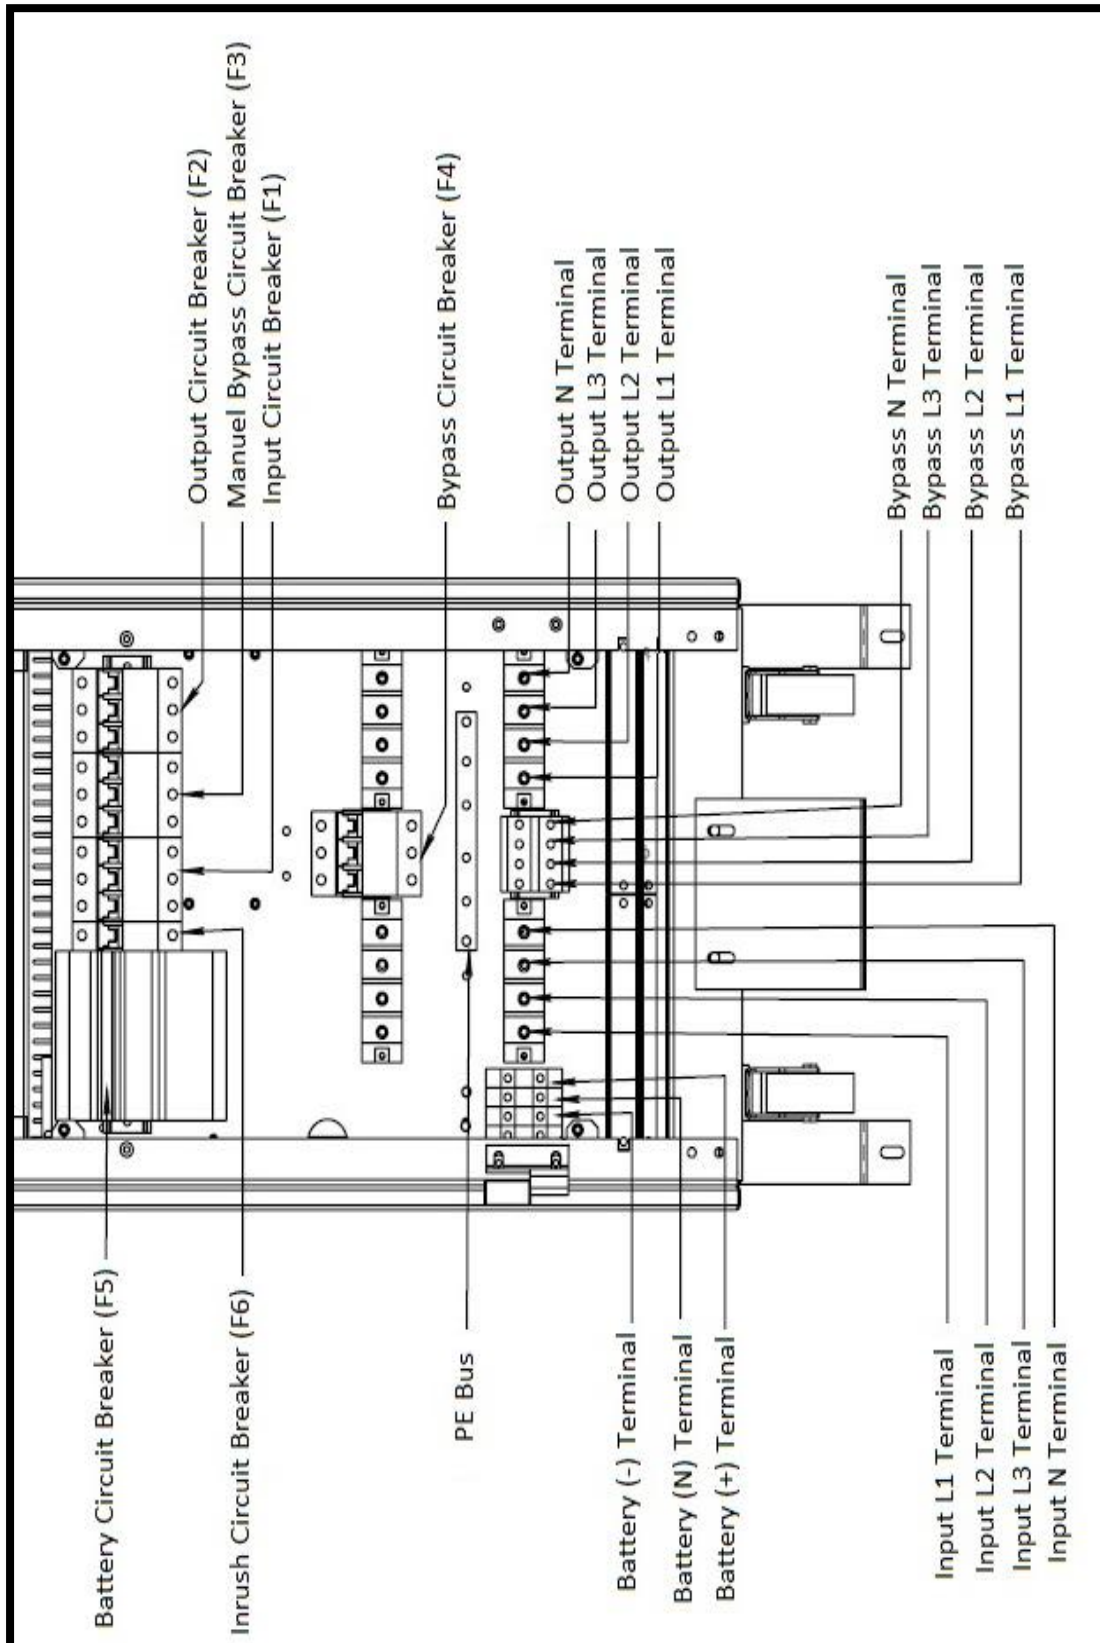 Output Circuit Breaker (F2)
Manuel Bypass Circuit Breaker (F3)
Input Circuit Breaker (F1)
Bypass Circuit Breaker (F4)
Output N Terminal
Output L3 Terminal
Output L2 Terminal
Output L1 Terminal
Bypass N Terminal
Bypass L3 Terminal
Bypass L2 Terminal
Bypass L1 Terminal
Battery Circuit Breaker (F5)
Inrush Circuit Breaker (F6)
PE Bus
Battery (-) Terminal
Battery (N) Terminal
Battery (+) Terminal
Input L1 Terminal
Input L2 Terminal
Input L3 Terminal
Input N Terminal